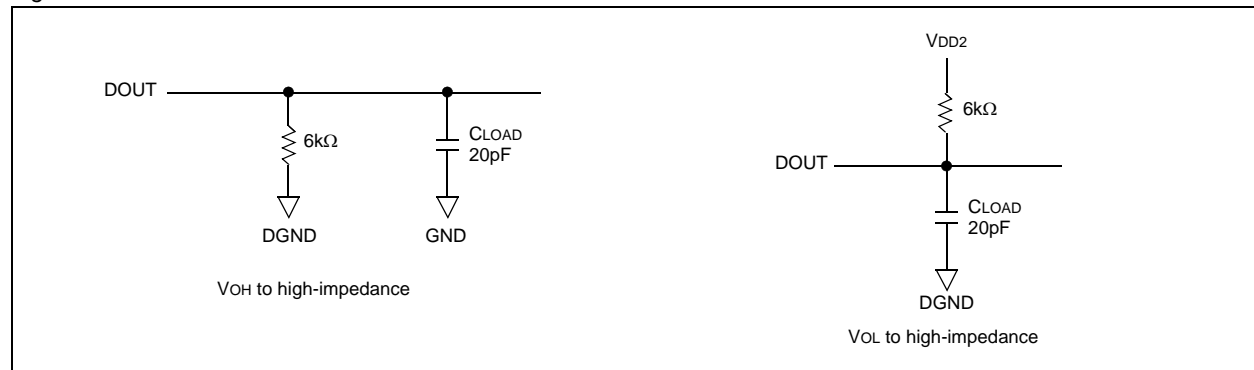 DOUT
6kΩ
CLOAD
20pF
DGND
GND
VOH to high-impedance
VDD2
6kΩ
DOUT
CLOAD
20pF
DGND
VOL to high-impedance